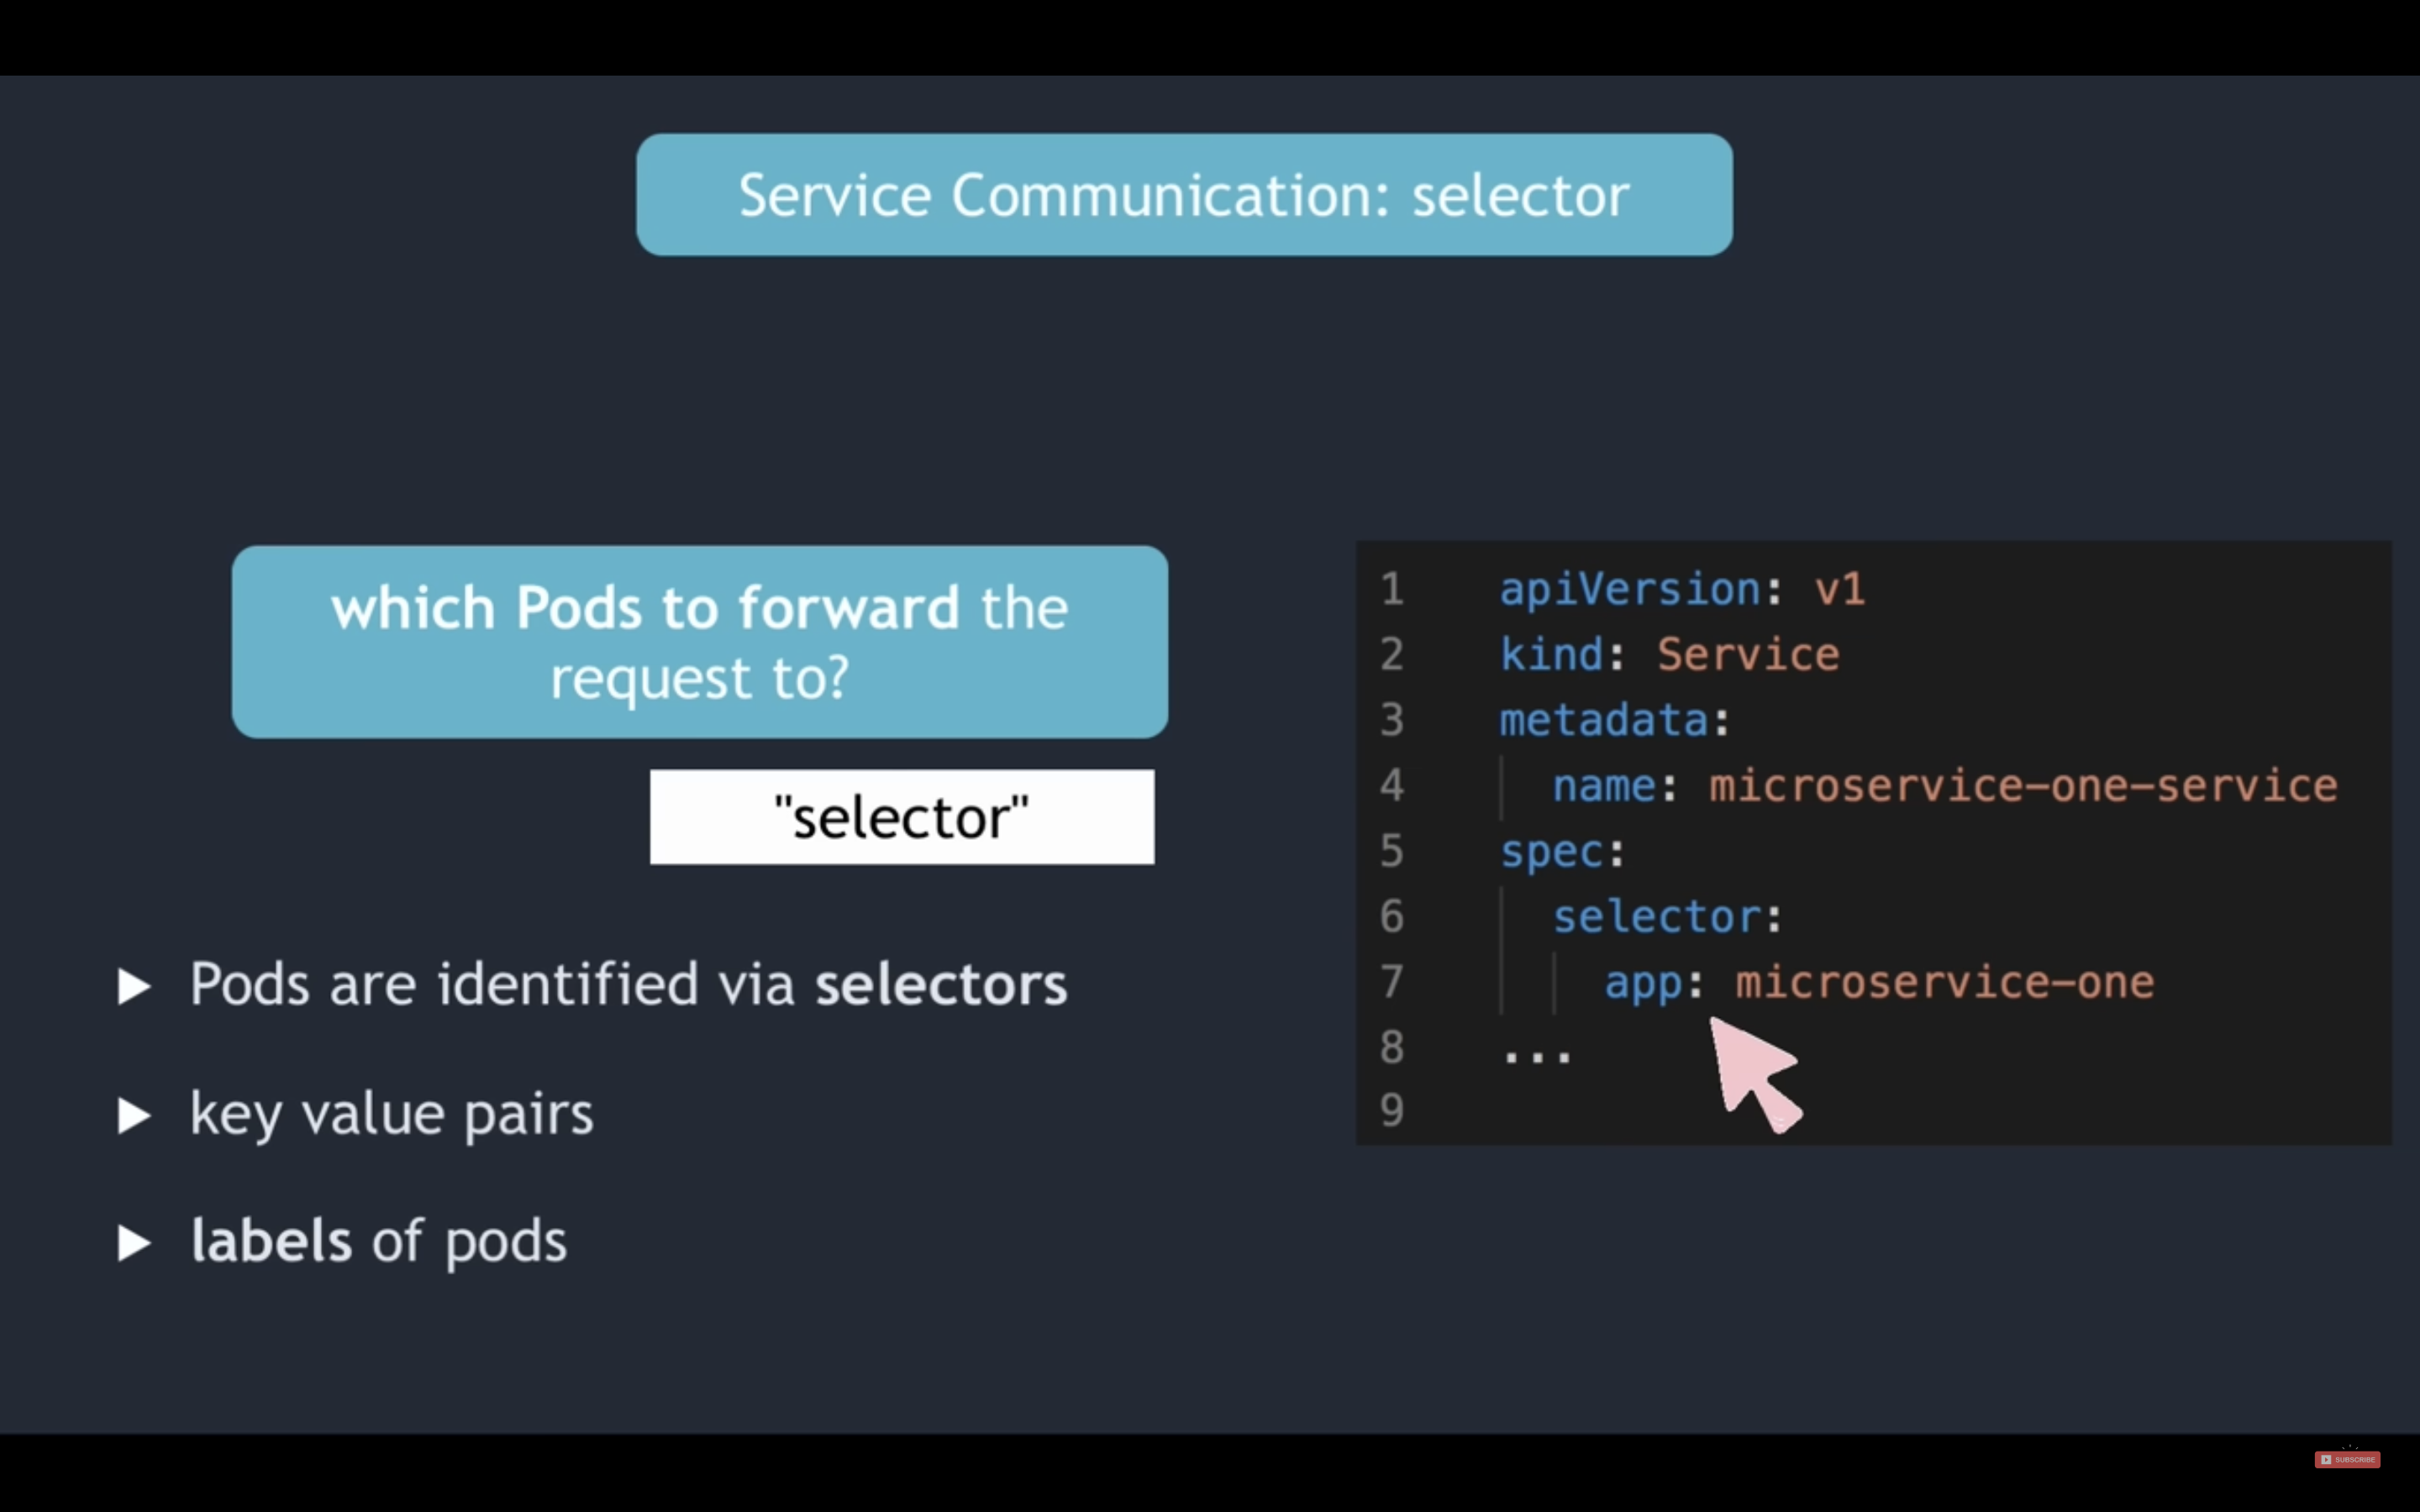 Service Communication: selector
which Pods to forward the
request to?
"selector"
▶ Pods are identified via selectors
▶ key value pairs
▶ labels of pods
1 apiVersion: v1
2 kind: Service
3 metadata:
4   name: microservice-one-service
5 spec:
6   selector:
7     app: microservice-one
8 ...
9
SUBSCRIBE